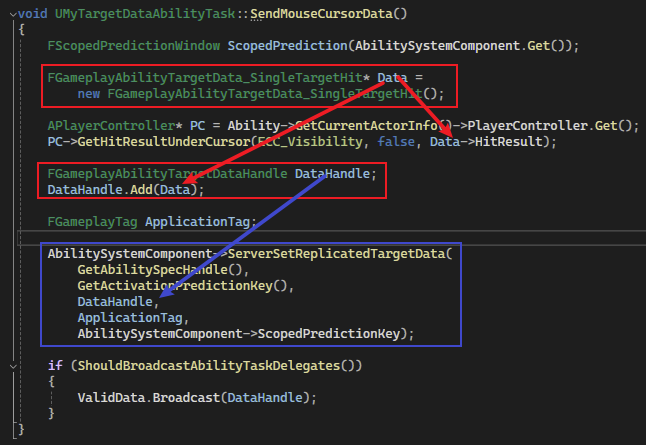 void UMyTargetDataAbilityTask::SendMouseCursorData()
{
FScopedPredictionWindow ScopedPrediction(AbilitySystemComponent.Get());
FGameplayAbilityTargetData_SingleTargetHit* Data =
new FGameplayAbilityTargetData_SingleTargetHit();
APlayerController* PC = Ability->GetCurrentActorInfo()->PlayerController.Get();
PC->GetHitResultUnderCursor(ECC_Visibility, false, Data->HitResult);
FGameplayAbilityTargetDataHandle DataHandle;
DataHandle.Add(Data);
FGameplayTag ApplicationTag;
AbilitySystemComponent->ServerSetReplicatedTargetData(
GetAbilitySpecHandle(),
GetActivationPredictionKey(),
DataHandle,
ApplicationTag,
AbilitySystemComponent->ScopedPredictionKey);
if (ShouldBroadcastAbilityTaskDelegates())
{
ValidData.Broadcast(DataHandle);
}
}